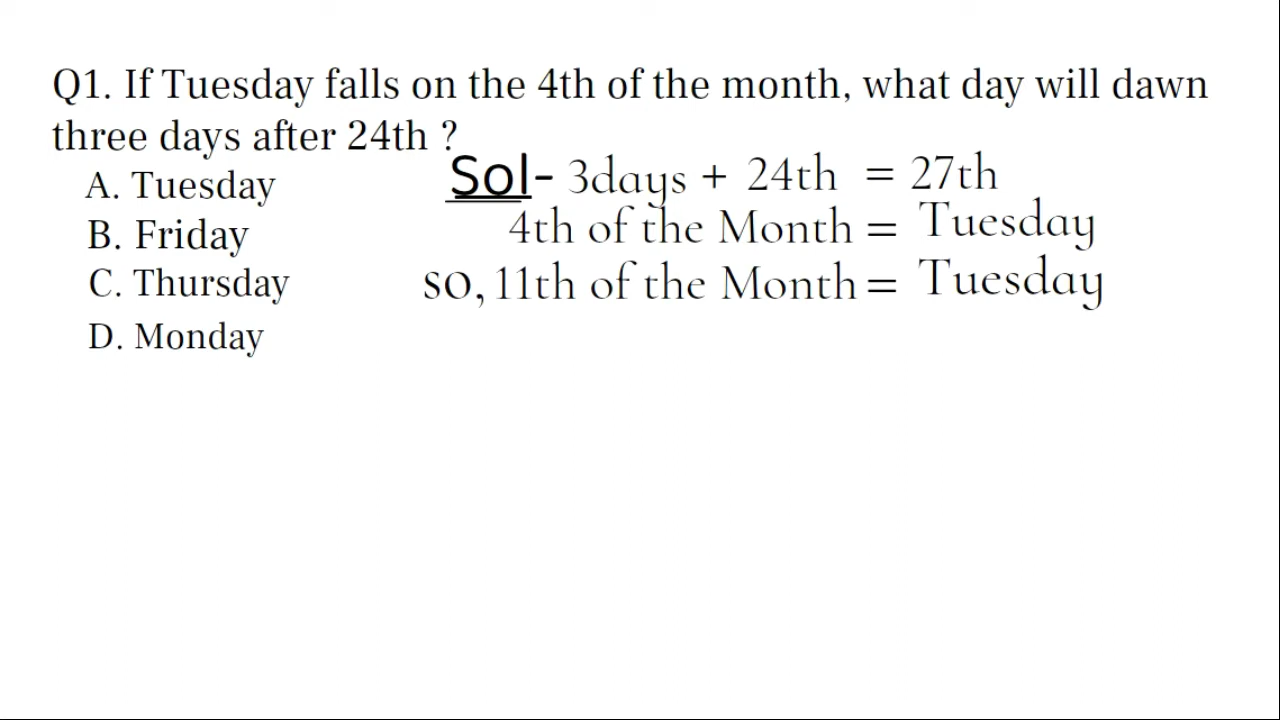 Q1. If Tuesday falls on the 4th of the month, what day will dawn
three days after 24th ?
A. Tuesday
B. Friday
C. Thursday
D. Monday
Sol- 3days + 24th = 27th
4th of the Month = Tuesday
so, 11th of the Month = Tuesday